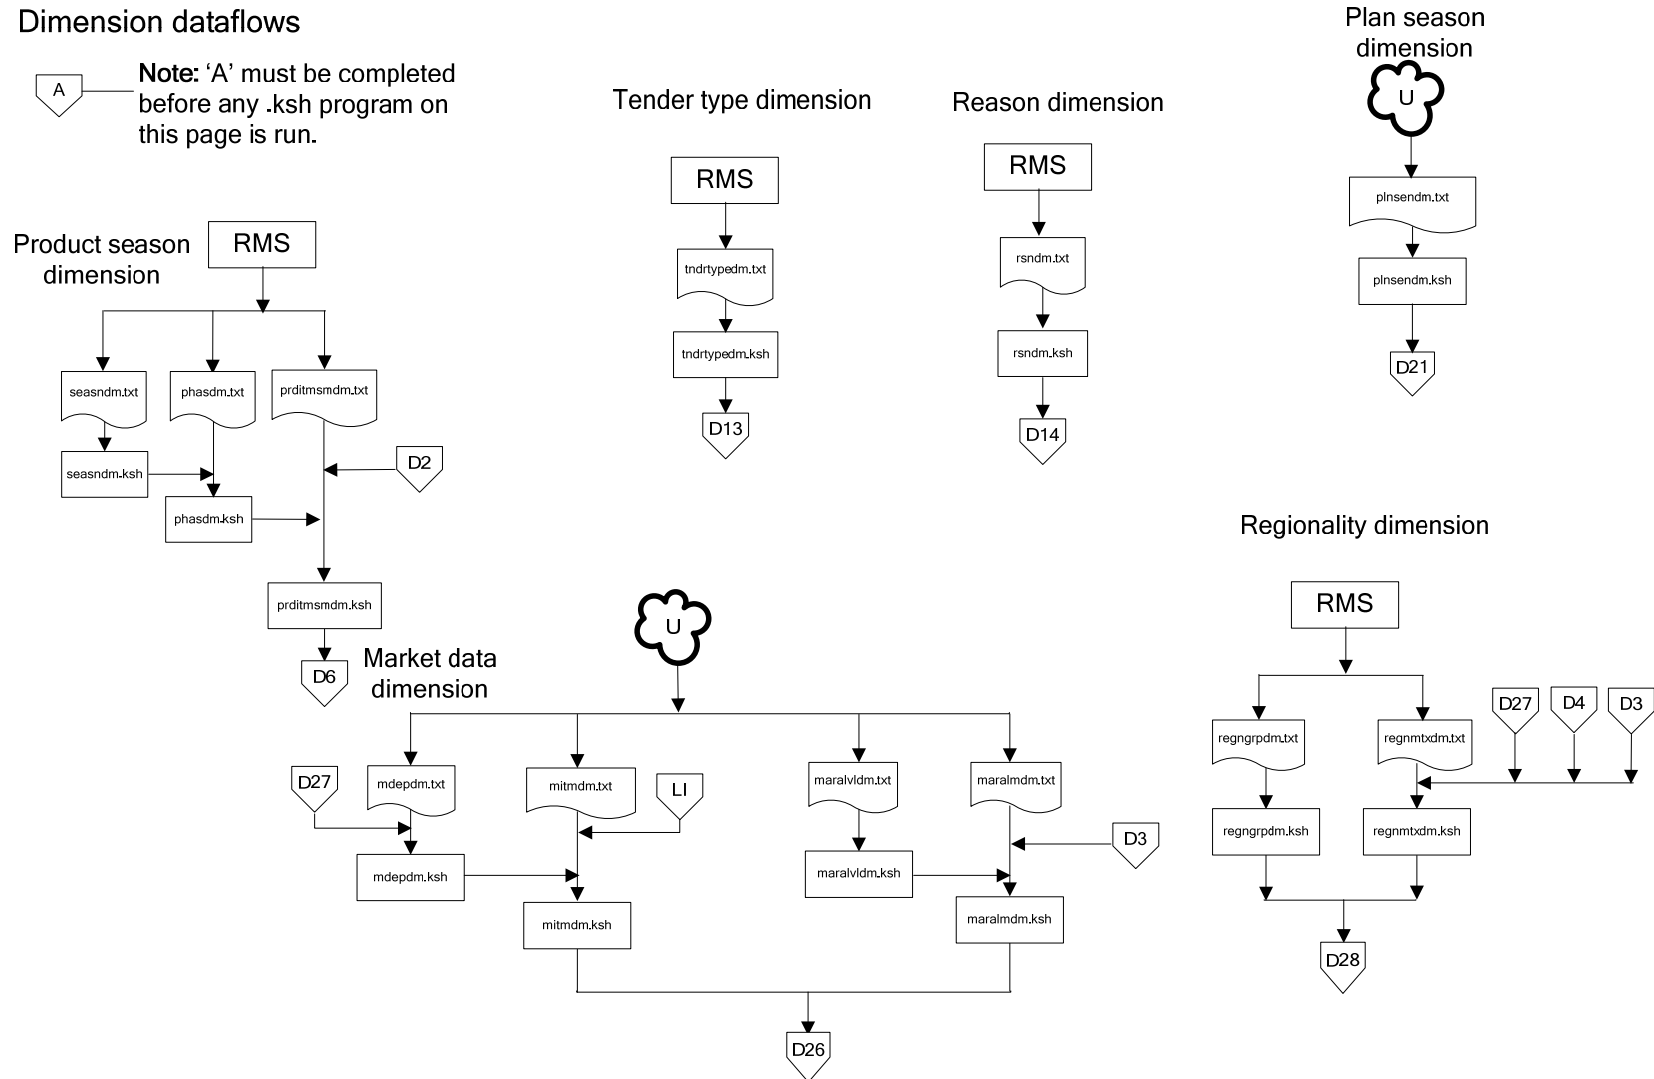 Dimension dataflows
A
Note: 'A' must be completed
before any .ksh program on
this page is run.
Tender type dimension
RMS
tndrtypedm.txt
tndrtypedm.ksh
D13
Reason dimension
RMS
rsndm.txt
rsndm.ksh
D14
Plan season
dimension
U
plnsendm.txt
plnsendm.ksh
D21
Product season
dimension
RMS
seasndm.txt
phasdm.txt
prditmsmdm.txt
seasndm.ksh
D2
phasdm.ksh
prditmsmdm.ksh
D6
Market data
dimension
U
D27
mdepdm.txt
mitmdm.txt
LI
maralvldm.txt
maralmdm.txt
D3
mdepdm.ksh
maralvldm.ksh
mitmdm.ksh
maralmdm.ksh
D26
Regionality dimension
RMS
D27
D4
D3
regngrpdm.txt
regnmtxdm.txt
regngrpdm.ksh
regnmtxdm.ksh
D28